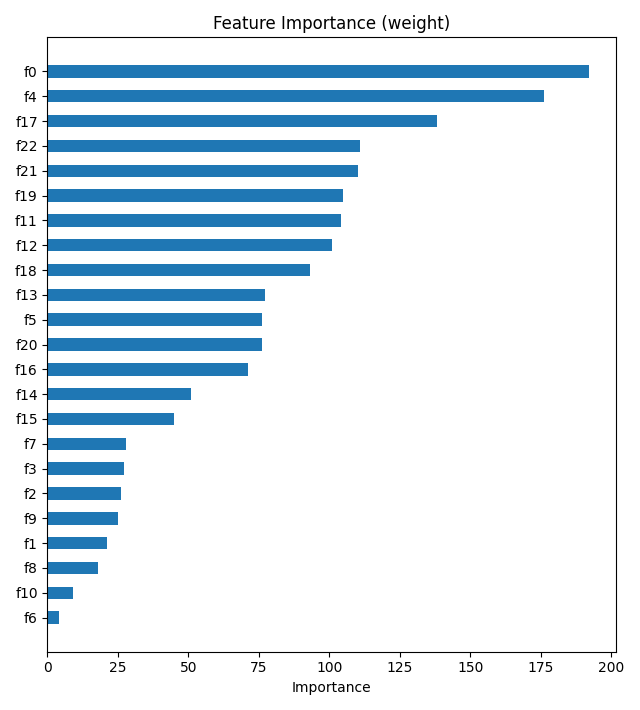 Feature Importance (weight)
f0
f4
f17
f22
f21
f19
f11
f12
f18
f13
f5
f20
f16
f14
f15
f7
f3
f2
f9
f1
f8
f10
f6
0 25 50 75 100 125 150 175 200
Importance